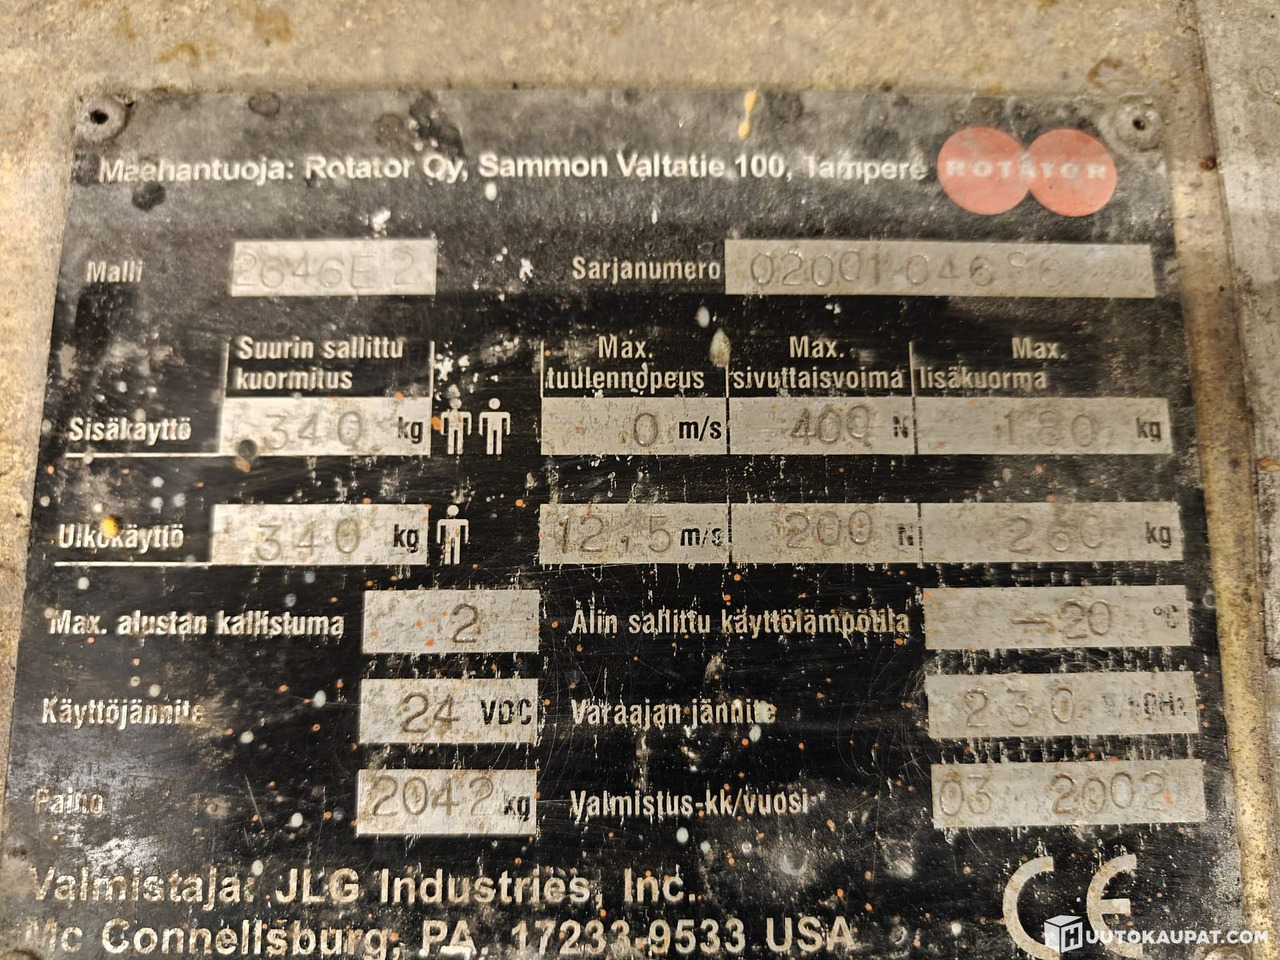 Maahantuoja: Rotator Oy, Sammon Valtatie 100, Tampere ROTATOR
Malli 2646E2 Sarjanumero
Suurin sallittu kuormitus Max. tuulennopeus Max. sivuttaisvoima Max. lisäkuorma
Sisäkäyttö 340 kg 0 m/s 400 N 180 kg
Ulkokäyttö 340 kg 12,5 m/s 200 N 260 kg
Max. alustan kallistuma 2 Alin sallittu käyttölämpötila -20 °C
Käyttöjännite 24 VDC Varaajan jännite 230
Paino 2042 kg Valmistus-kk/vuosi 03 2002
Valmistaja: JLG Industries, Inc.
Mc Connellsburg, PA. 17233-9533 USA
CE
HUUTOKAUPAT.COM